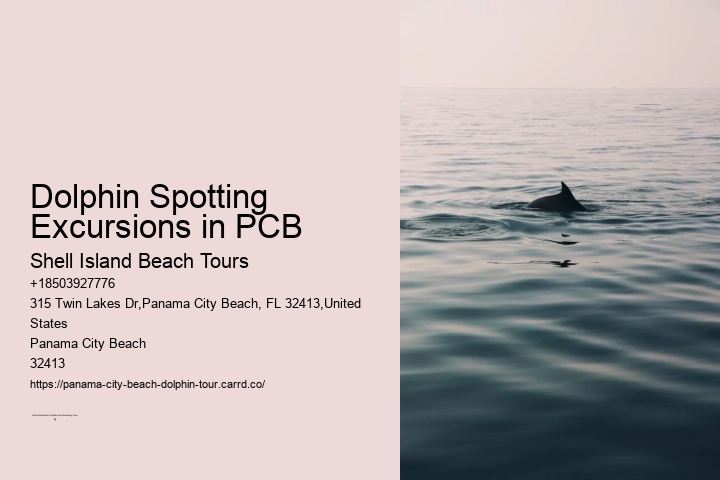 Dolphin Spotting
Excursions in PCB
Shell Island Beach Tours
+18503927776
315 Twin Lakes Dr,Panama City Beach, FL 32413,United
States
Panama City Beach
32413
https://panama-city-beach-dolphin-tour.carrd.co/